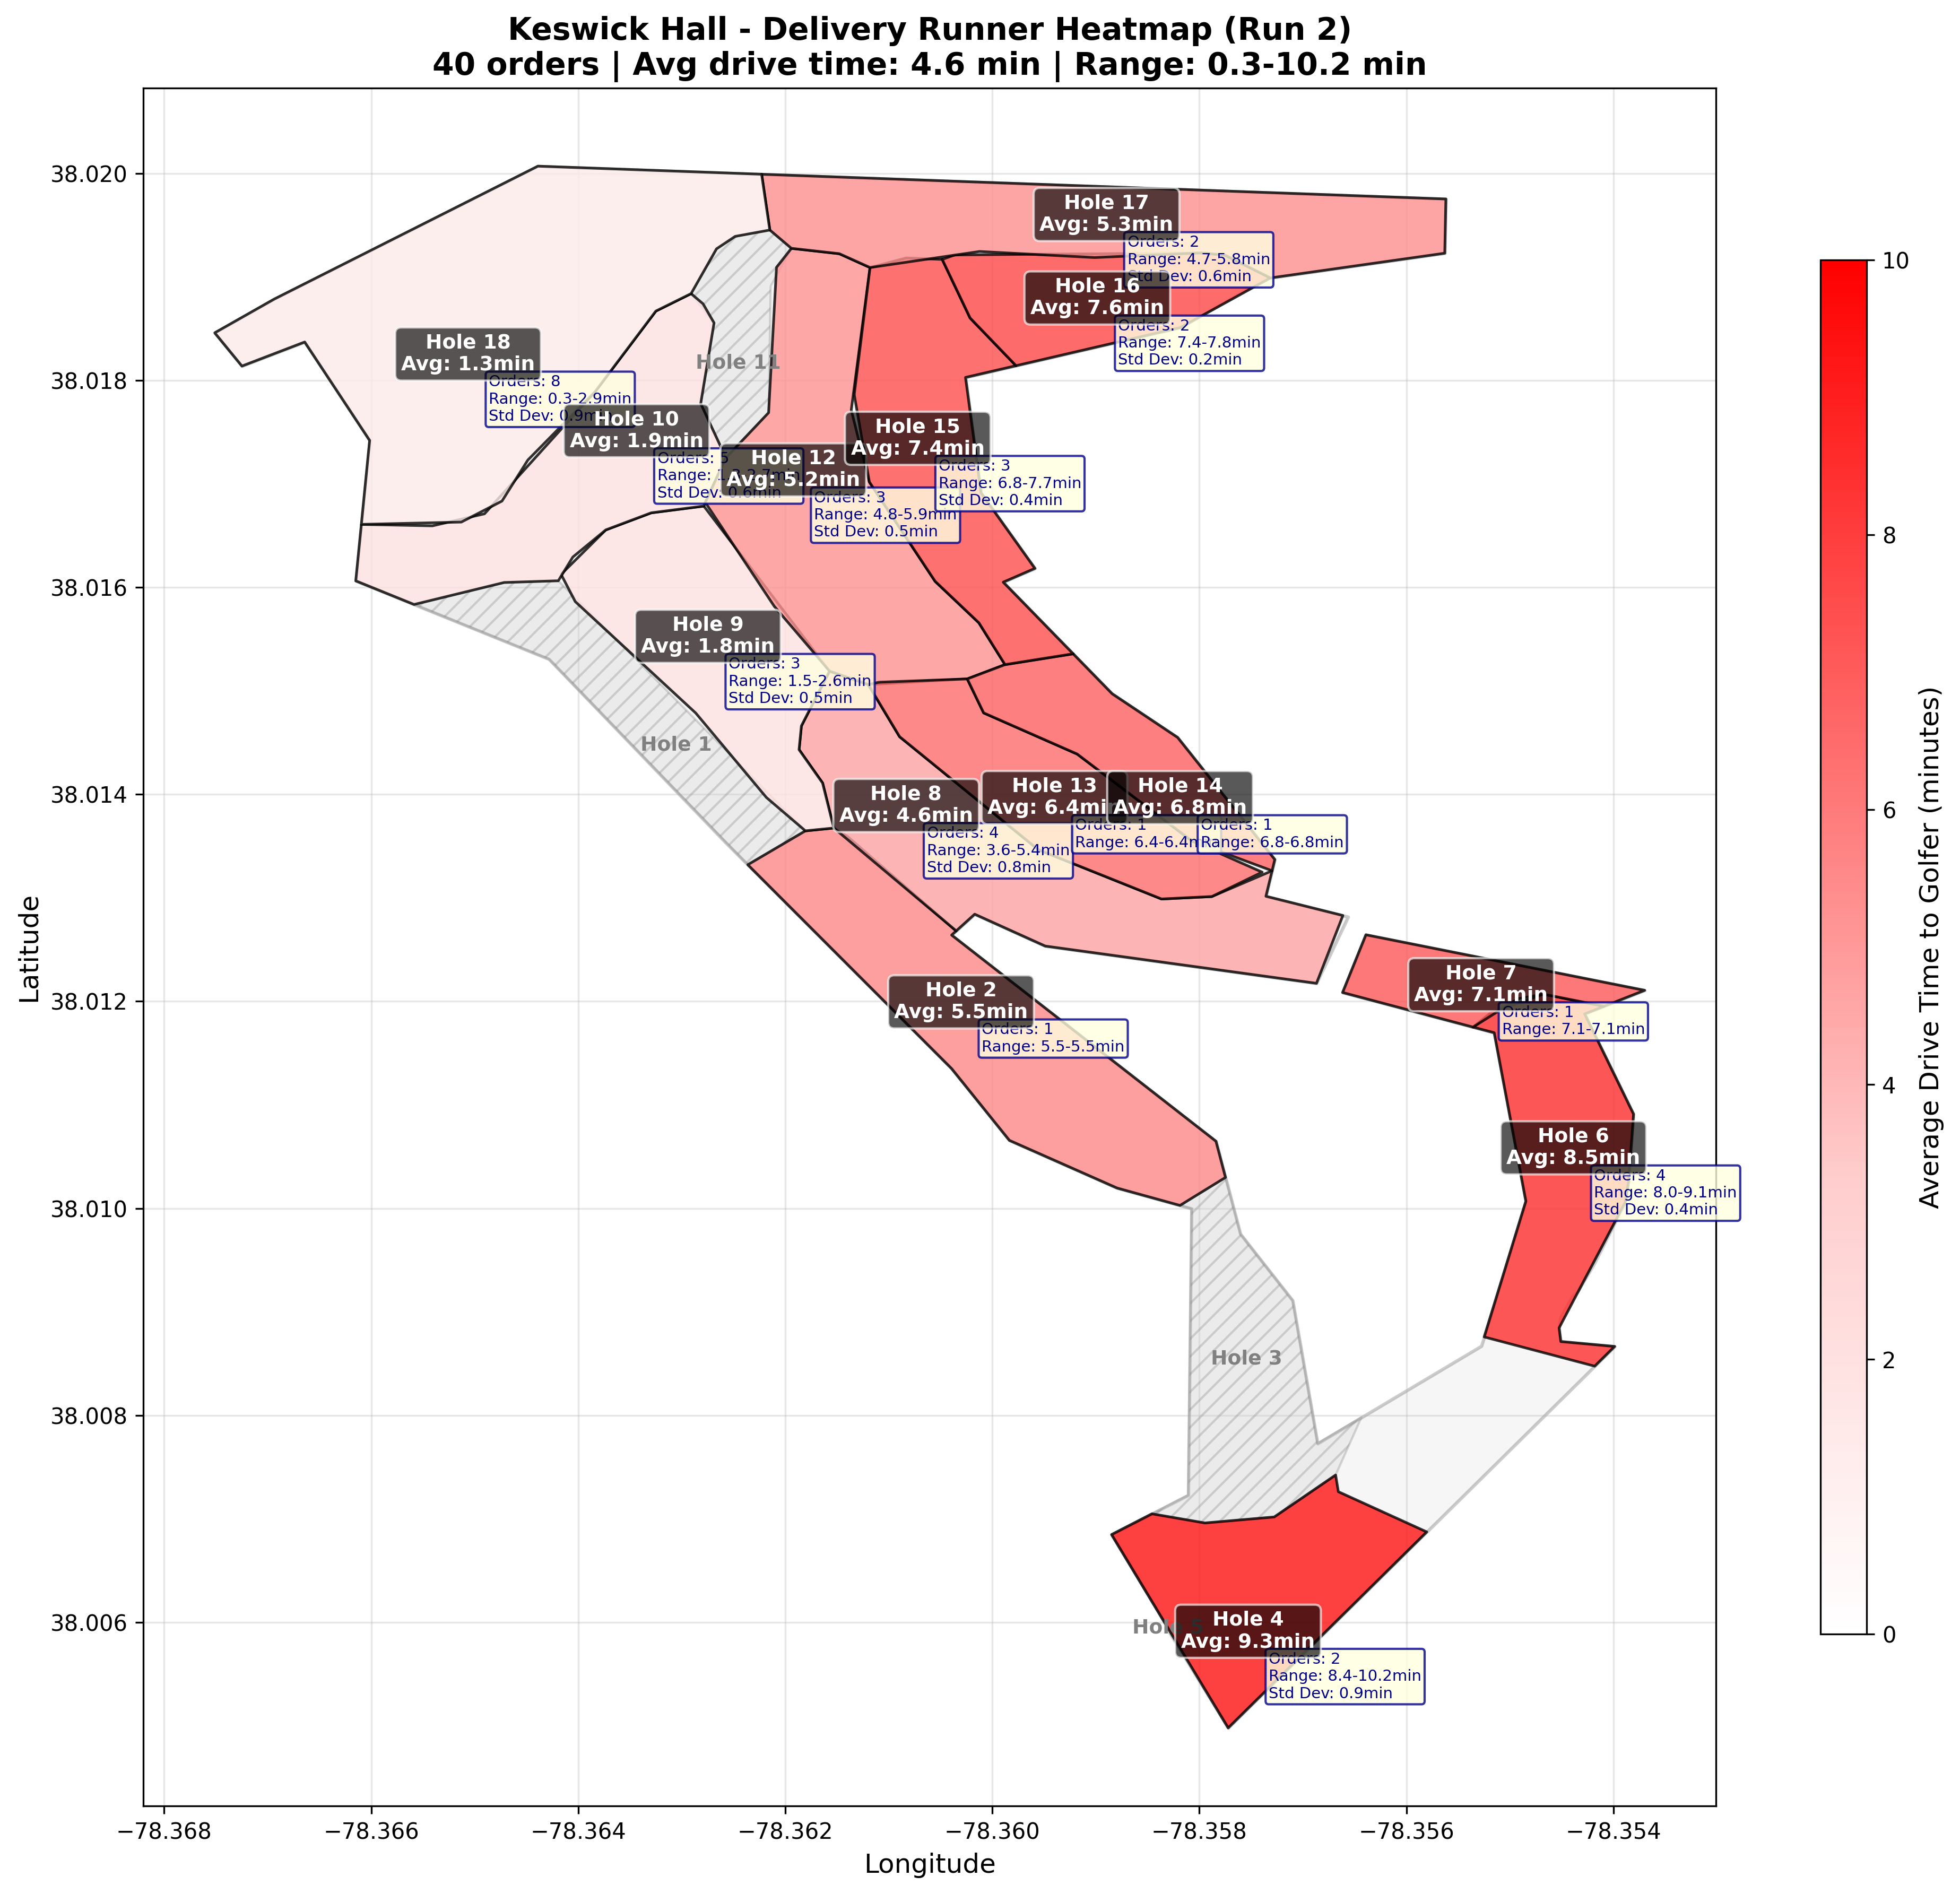 Keswick Hall - Delivery Runner Heatmap (Run 2)
40 orders | Avg drive time: 4.6 min | Range: 0.3-10.2 min
Hole 17
Avg: 5.3min
Orders: 2
Range: 4.7-5.8min
Std Dev: 0.6min
Hole 16
Avg: 7.6min
Orders: 2
Range: 7.4-7.8min
Std Dev: 0.2min
Hole 18
Avg: 1.3min
Orders: 8
Range: 0.3-2.9min
Std Dev: 0.9min
Hole 11
Hole 10
Avg: 1.9min
Orders: 5
Range:
Std Dev: 0.6min
Hole 12
Avg: 5.2min
Orders: 3
Range: 4.8-5.9min
Std Dev: 0.5min
Hole 15
Avg: 7.4min
Orders: 3
Range: 6.8-7.7min
Std Dev: 0.4min
Hole 9
Avg: 1.8min
Orders: 3
Range: 1.5-2.6min
Std Dev: 0.5min
Hole 1
Hole 8
Avg: 4.6min
Orders: 4
Range: 3.6-5.4min
Std Dev: 0.8min
Hole 13
Avg: 6.4min
Orders: 1
Range: 6.4-6.4m
Hole 14
Avg: 6.8min
Orders: 1
Range: 6.8-6.8min
Hole 2
Avg: 5.5min
Orders: 1
Range: 5.5-5.5min
Hole 7
Avg: 7.1min
Orders: 1
Range: 7.1-7.1min
Hole 6
Avg: 8.5min
Orders: 4
Range: 8.0-9.1min
Std Dev: 0.4min
Hole 3
Hole 5
Hole 4
Avg: 9.3min
Orders: 2
Range: 8.4-10.2min
Std Dev: 0.9min
38.020
38.018
38.016
38.014
38.012
38.010
38.008
38.006
Latitude
−78.368
−78.366
−78.364
−78.362
−78.360
−78.358
−78.356
−78.354
Longitude
10
8
6
4
2
0
Average Drive Time to Golfer (minutes)